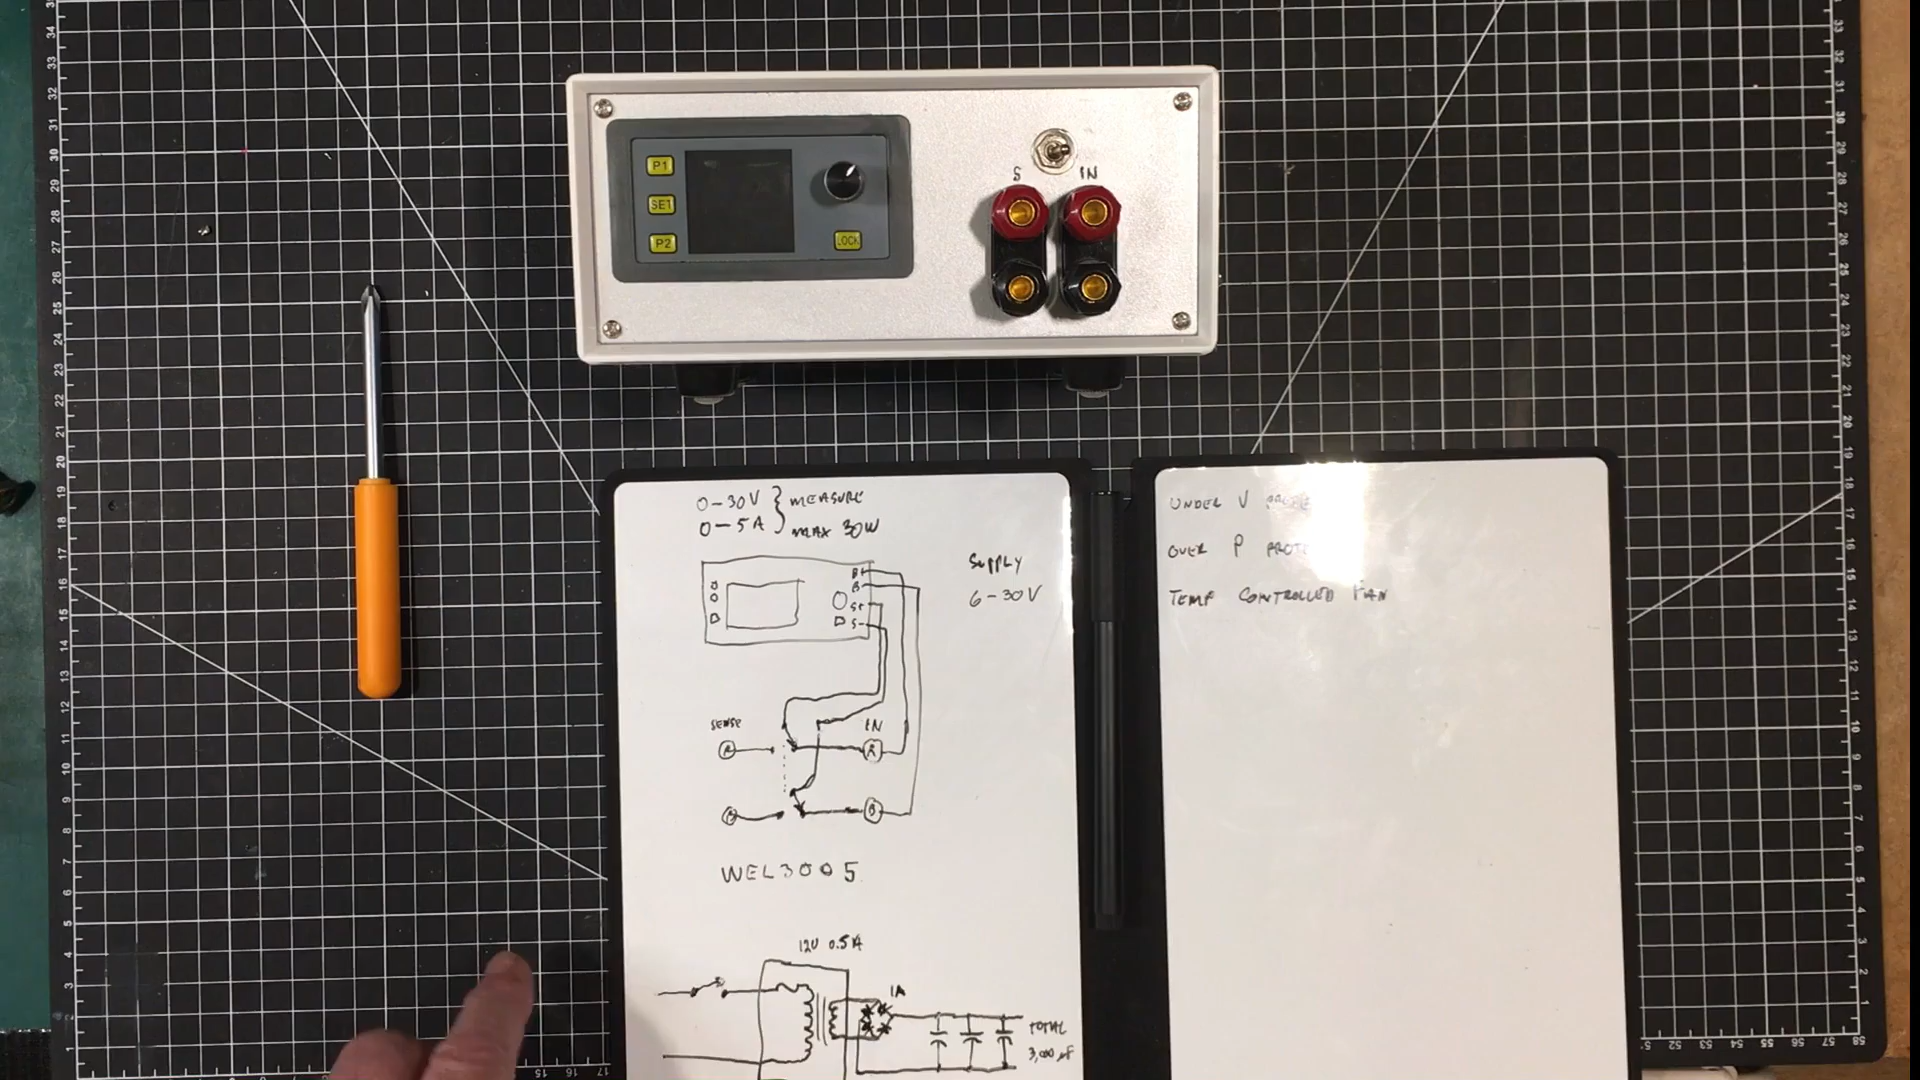 P1
SET
P2
LOCK
S IN
0-30V } MEASURE
0-5A } MAX 30W
SUPPLY
6-30V
B+
B-
S+
S-
SENSE IN
R R
B B
WEL3005
12V 0.5A
1A
TOTAL
3,000 µF
UNDER V
OVER P PROTE
TEMP CONTROLLED FAN